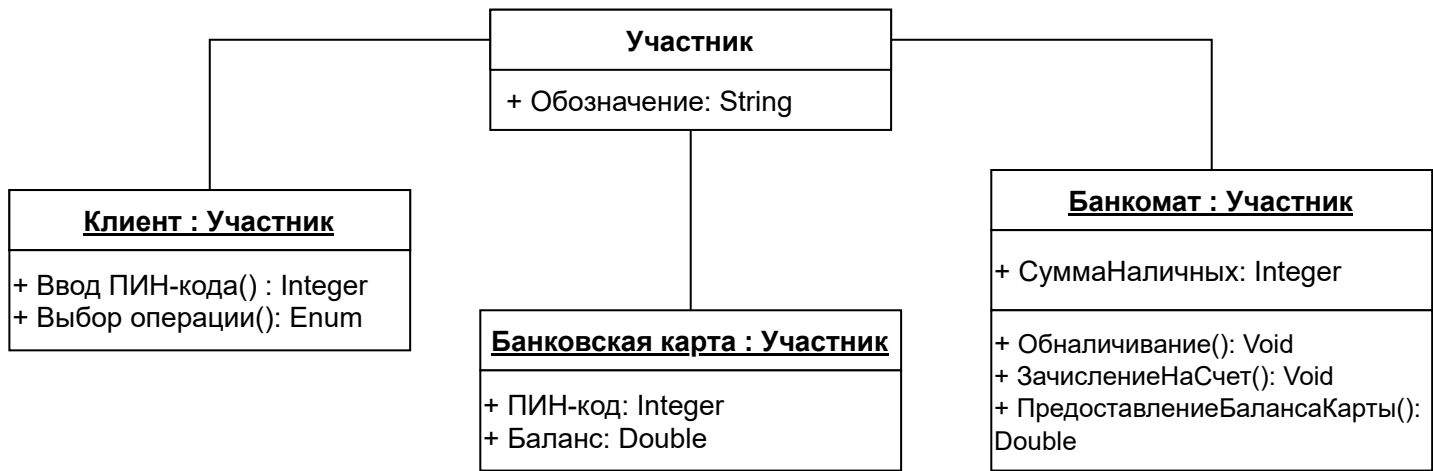 Участник
+ Обозначение: String
Клиент : Участник
+ Ввод ПИН-кода() : Integer
+ Выбор операции(): Enum
Банковская карта : Участник
+ ПИН-код: Integer
+ Баланс: Double
Банкомат : Участник
+ СуммаНаличных: Integer
+ Обналичивание(): Void
+ ЗачислениеНаСчет(): Void
+ ПредоставлениеБалансаКарты():
Double